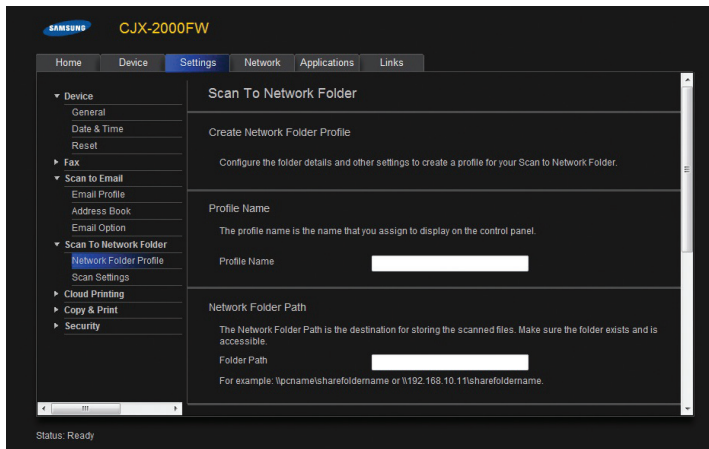 SAMSUNG CJX-2000FW
Home Device Settings Network Applications Links
Device
General
Date & Time
Reset
Fax
Scan to Email
Email Profile
Address Book
Email Option
Scan To Network Folder
Network Folder Profile
Scan Settings
Cloud Printing
Copy & Print
Security
Scan To Network Folder
Create Network Folder Profile
Configure the folder details and other settings to create a profile for your Scan to Network Folder.
Profile Name
The profile name is the name that you assign to display on the control panel.
Profile Name
Network Folder Path
The Network Folder Path is the destination for storing the scanned files. Make sure the folder exists and is
accessible.
Folder Path
For example: \\pcname\sharefoldername or \\192.168.10.11\sharefoldername.
Status: Ready